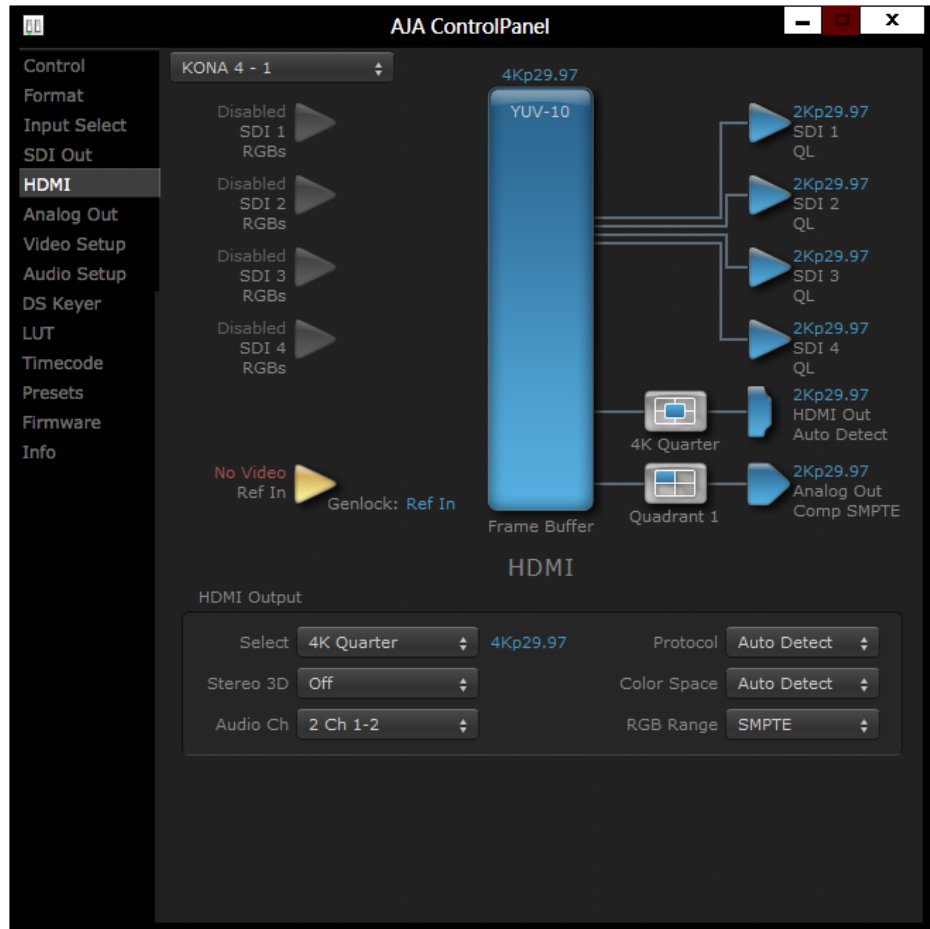 AJA ControlPanel
Control
Format
Input Select
SDI Out
HDMI
Analog Out
Video Setup
Audio Setup
DS Keyer
LUT
Timecode
Presets
Firmware
Info
KONA 4 - 1
4Kp29.97
YUV-10
Disabled
SDI 1
RGBs
Disabled
SDI 2
RGBs
Disabled
SDI 3
RGBs
Disabled
SDI 4
RGBs
No Video
Ref In
Genlock: Ref In
Frame Buffer
2Kp29.97
SDI 1
QL
2Kp29.97
SDI 2
QL
2Kp29.97
SDI 3
QL
2Kp29.97
SDI 4
QL
4K Quarter
2Kp29.97
HDMI Out
Auto Detect
Quadrant 1
2Kp29.97
Analog Out
Comp SMPTE
HDMI
HDMI Output
Select 4K Quarter 4Kp29.97 Protocol Auto Detect
Stereo 3D Off Color Space Auto Detect
Audio Ch 2 Ch 1-2 RGB Range SMPTE